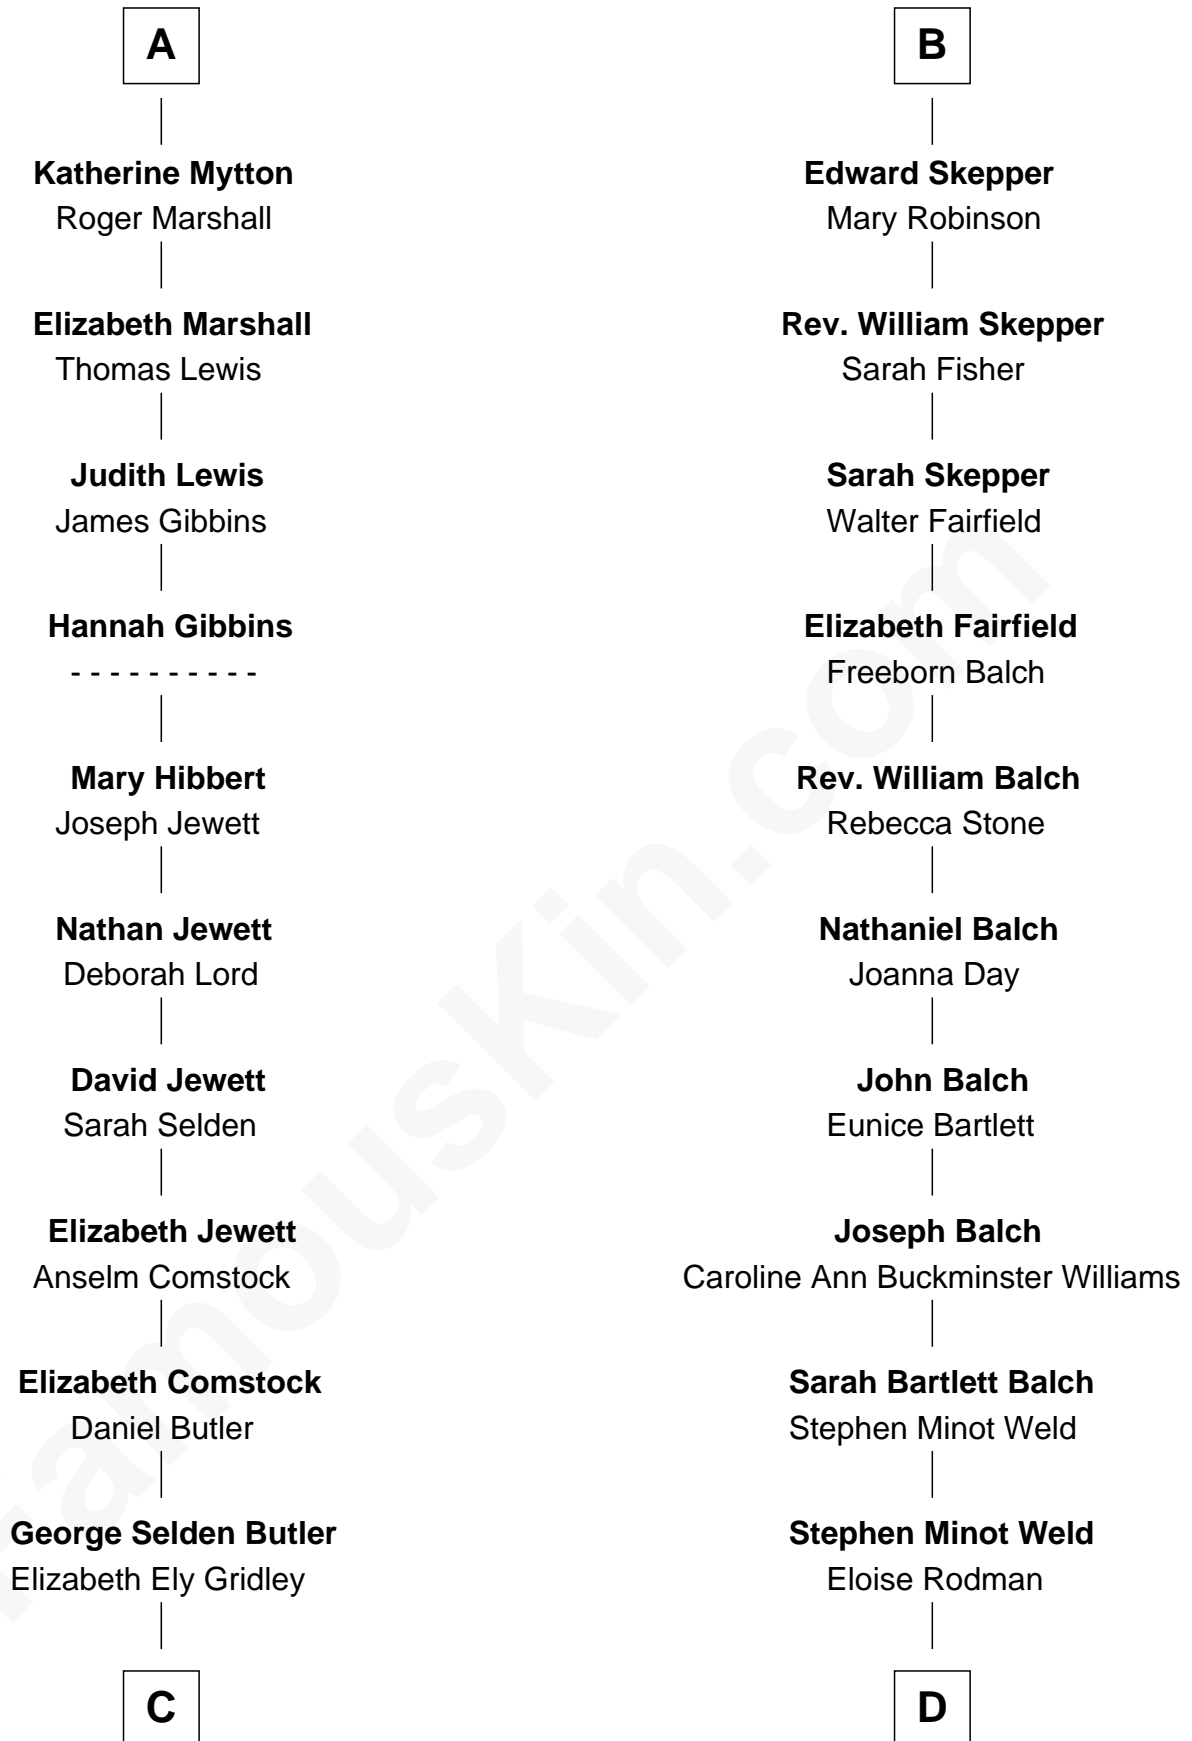 A
Katherine Mytton
Roger Marshall
Elizabeth Marshall
Thomas Lewis
Judith Lewis
James Gibbins
Hannah Gibbins
- - - - - - - - - -
Mary Hibbert
Joseph Jewett
Nathan Jewett
Deborah Lord
David Jewett
Sarah Selden
Elizabeth Jewett
Anselm Comstock
Elizabeth Comstock
Daniel Butler
George Selden Butler
Elizabeth Ely Gridley
C
B
Edward Skepper
Mary Robinson
Rev. William Skepper
Sarah Fisher
Sarah Skepper
Walter Fairfield
Elizabeth Fairfield
Freeborn Balch
Rev. William Balch
Rebecca Stone
Nathaniel Balch
Joanna Day
John Balch
Eunice Bartlett
Joseph Balch
Caroline Ann Buckminster Williams
Sarah Bartlett Balch
Stephen Minot Weld
Stephen Minot Weld
Eloise Rodman
D
FamousKin.com